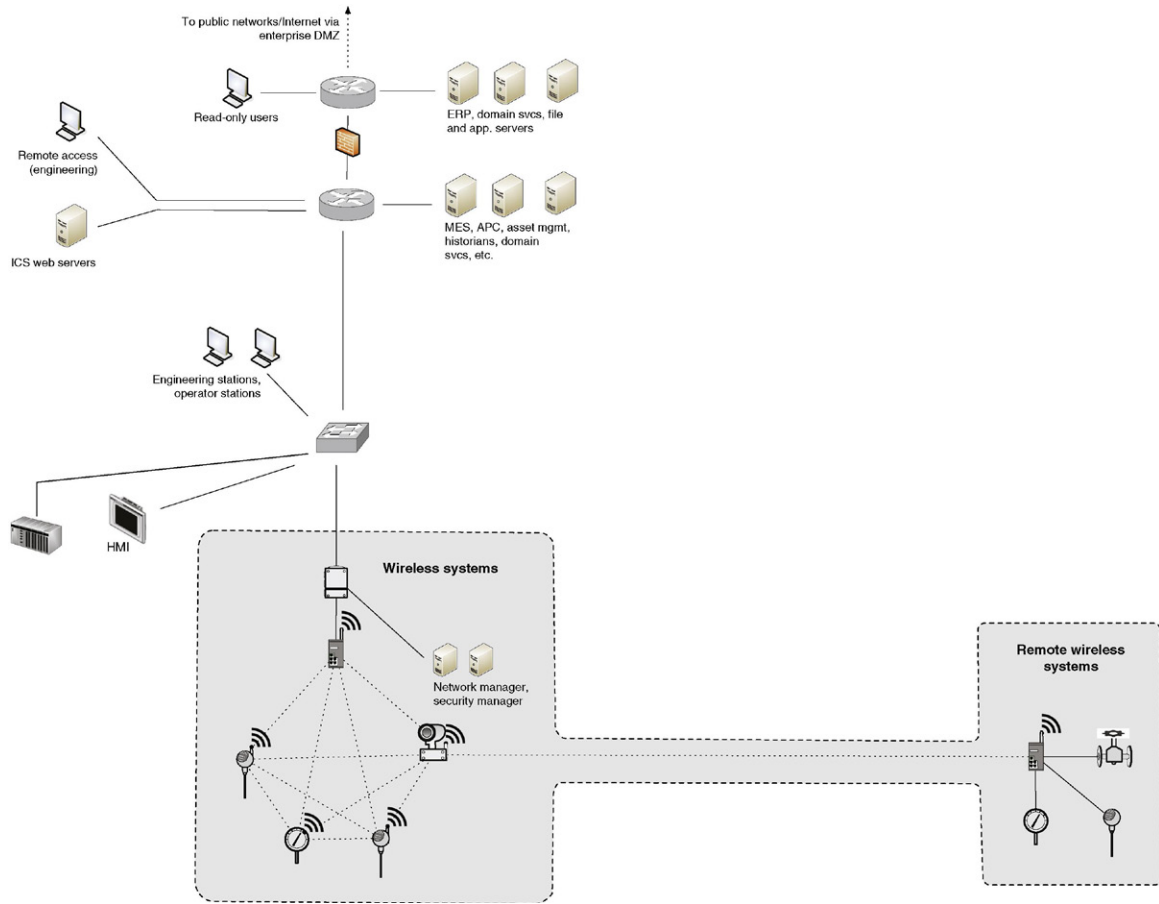 To public networks/Internet via
enterprise DMZ
Read-only users
ERP, domain svcs, file
and app. servers
Remote access
(engineering)
MES, APC, asset mgmt,
historians, domain
svcs, etc.
ICS web servers
Engineering stations,
operator stations
HMI
Wireless systems
Network manager,
security manager
Remote wireless
systems